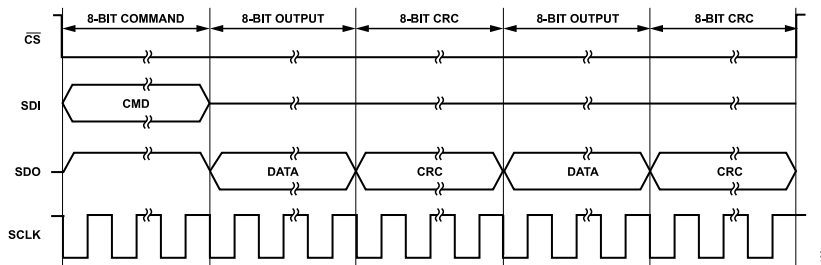 8-BIT COMMAND 8-BIT OUTPUT 8-BIT CRC 8-BIT OUTPUT 8-BIT CRC
CS
SDI CMD
SDO DATA CRC DATA CRC
SCLK